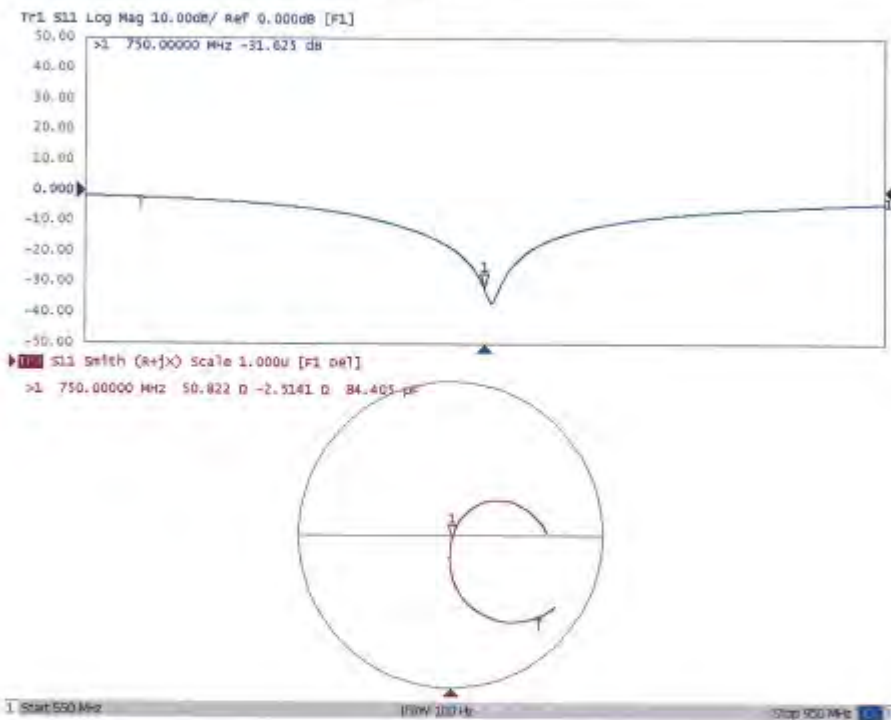 Tr1 S11 Log Mag 10.00dB/ Ref 0.000dB [F1]
50.00
>1 750.00000 MHz -31.625 dB
40.00
30.00
20.00
10.00
0.000
-10.00
-20.00
1
-30.00
-40.00
-50.00
S11 Smith (R+jX) Scale 1.000U [F1 Del]
>1 750.00000 MHz 50.822 Ω -2.5141 Ω 84.405 pF
1
1 Start 550 MHz IFBW 100 Hz Stop 950 MHz